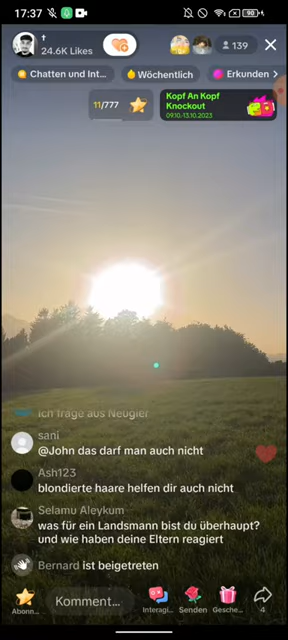 17:37
90
†
24.6K Likes
139
Chatten und Int...
Wöchentlich
Erkunden
11/777
Kopf An Kopf
Knockout
09.10.-13.10.2023
Ich frage aus Neugier
sani
@John das darf man auch nicht
Ash123
blondierte haare helfen dir auch nicht
Selamu Aleykum
was für ein Landsmann bist du überhaupt?
und wie haben deine Eltern reagiert
Bernard ist beigetreten
Abonn...
Komment...
Interagi...
Senden
Gesche...
4